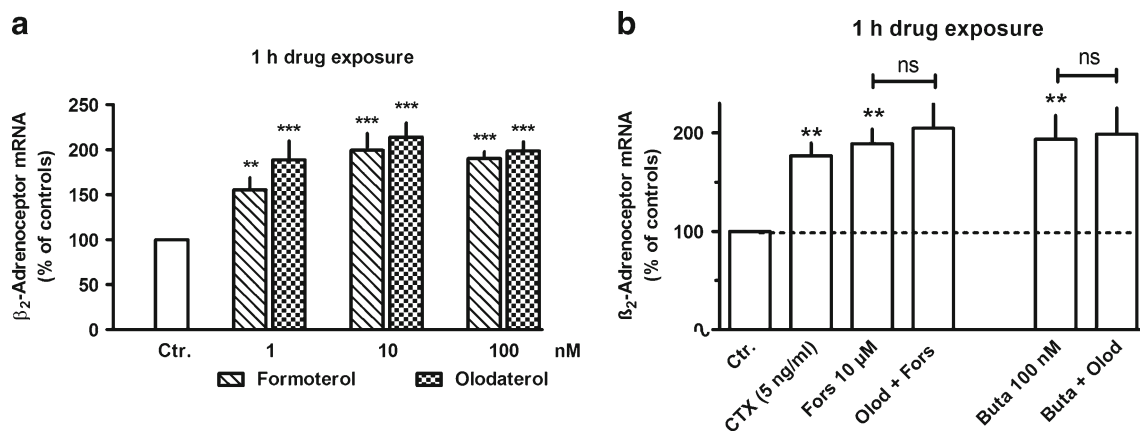 a
1 h drug exposure
β2-Adrenoceptor mRNA
(% of controls)
250
200
150
100
50
0
** *** *** *** *** ***
Ctr. 1 10 100 nM
Formoterol Olodaterol
b
1 h drug exposure
ns ns
ß2-Adrenoceptor mRNA
(% of controls)
200
100
0
** ** **
Ctr.
CTX (5 ng/ml)
Fors 10 µM
Olod + Fors
Buta 100 nM
Buta + Olod